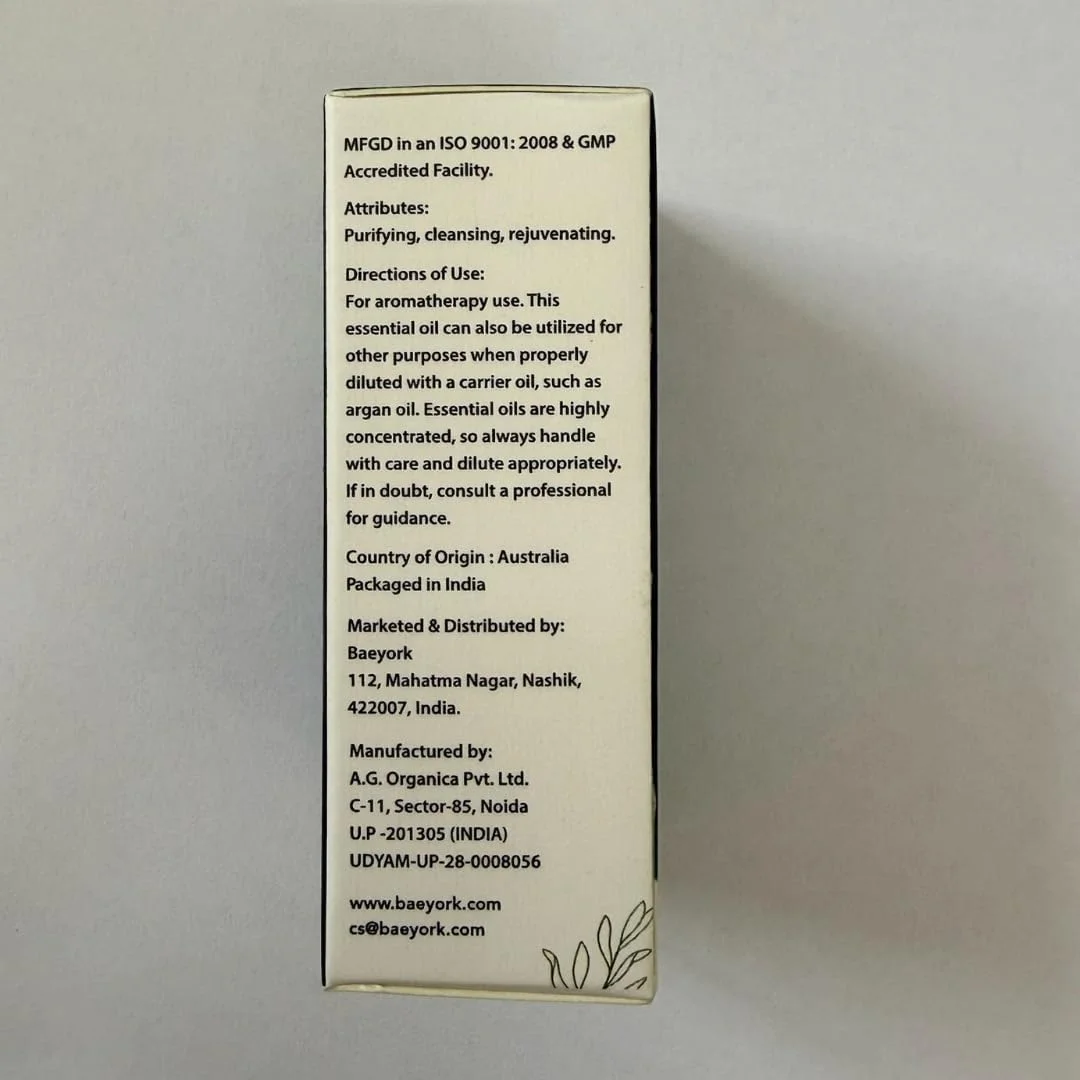 MFGD in an ISO 9001: 2008 & GMP
Accredited Facility.
Attributes:
Purifying, cleansing, rejuvenating.
Directions of Use:
For aromatherapy use. This
essential oil can also be utilized for
other purposes when properly
diluted with a carrier oil, such as
argan oil. Essential oils are highly
concentrated, so always handle
with care and dilute appropriately.
If in doubt, consult a professional
for guidance.
Country of Origin : Australia
Packaged in India
Marketed & Distributed by:
Baeyork
112, Mahatma Nagar, Nashik,
422007, India.
Manufactured by:
A.G. Organica Pvt. Ltd.
C-11, Sector-85, Noida
U.P -201305 (INDIA)
UDYAM-UP-28-0008056
www.baeyork.com
cs@baeyork.com